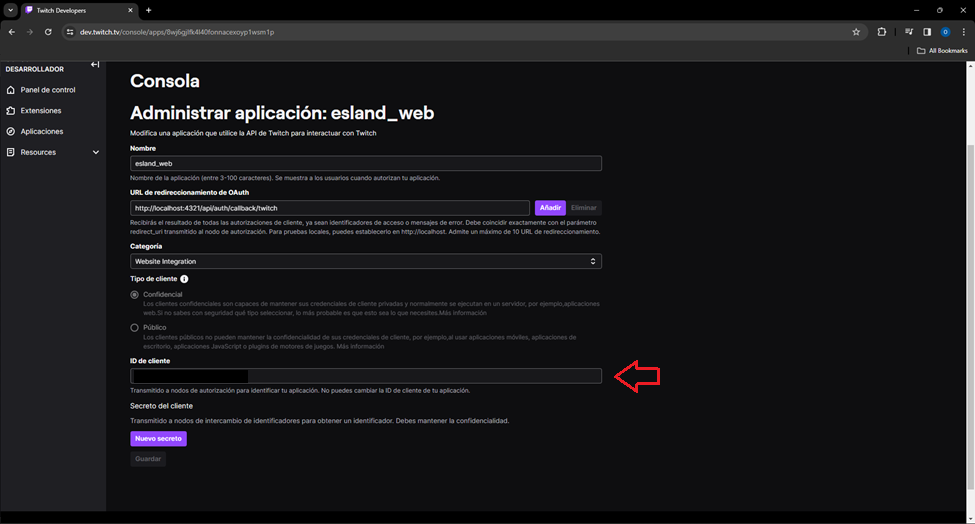 Twitch Developers
dev.twitch.tv/console/apps/8wj6gjlfk4l40fonnacexoyp1wsm1p
All Bookmarks
DESARROLLADOR
Panel de control
Extensiones
Aplicaciones
Resources
Consola
Administrar aplicación: esland_web
Modifica una aplicación que utilice la API de Twitch para interactuar con Twitch
Nombre
esland_web
Nombre de la aplicación (entre 3-100 caracteres). Se muestra a los usuarios cuando autorizan tu aplicación.
URL de redireccionamiento de OAuth
http://localhost:4321/api/auth/callback/twitch
Añadir
Eliminar
Recibirás el resultado de todas las autorizaciones de cliente, ya sean identificadores de acceso o mensajes de error. Debe coincidir exactamente con el parámetro
redirect_uri transmitido al nodo de autorización. Para pruebas locales, puedes establecerlo en http://localhost. Admite un máximo de 10 URL de redireccionamiento.
Categoría
Website Integration
Tipo de cliente
Confidencial
Los clientes confidenciales son capaces de mantener sus credenciales de cliente privadas y normalmente se ejecutan en un servidor, por ejemplo,aplicaciones
web.Si no sabes con seguridad qué tipo seleccionar, lo más probable es que esto sea lo que necesites.Más información
Público
Los clientes públicos no pueden mantener la confidencialidad de sus credenciales de cliente, por ejemplo,al usar aplicaciones móviles, aplicaciones de
escritorio, aplicaciones JavaScript o plugins de motores de juegos. Más información
ID de cliente
Transmitido a nodos de autorización para identificar tu aplicación. No puedes cambiar la ID de cliente de tu aplicación.
Secreto del cliente
Transmitido a nodos de intercambio de identificadores para obtener un identificador. Debes mantener la confidencialidad.
Nuevo secreto
Guardar